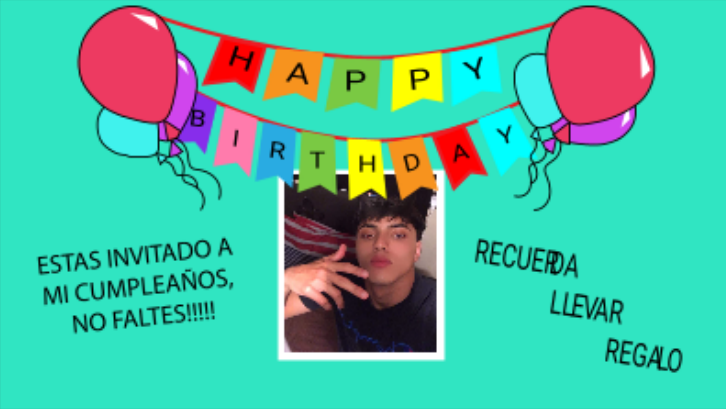 HAPPY
BIRTHDAY
ESTAS INVITADO A
MI CUMPLEAÑOS,
NO FALTES!!!!!
RECUERDA
LLEVAR
REGALO